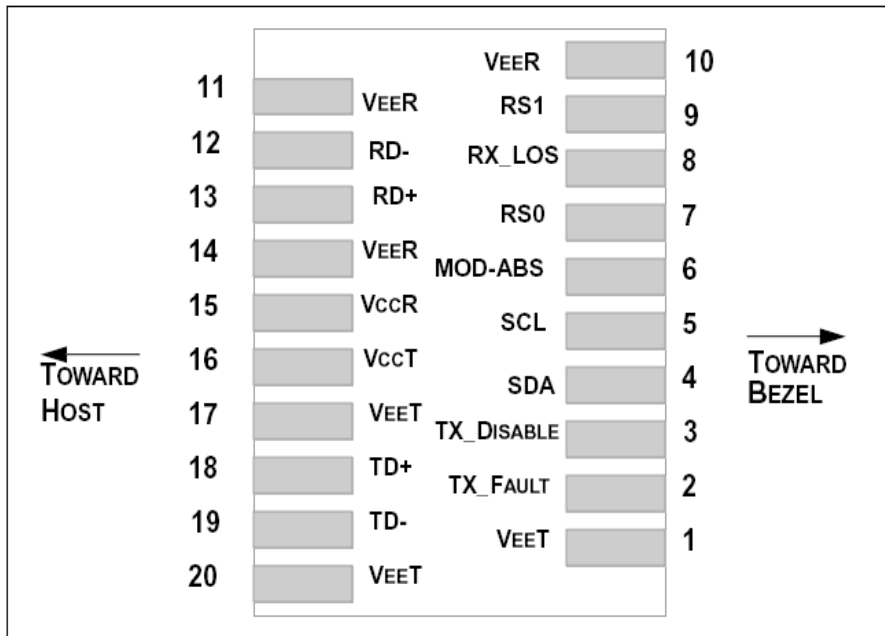 11 VEER
12 RD-
13 RD+
14 VEER
15 VCCR
16 VCCT
17 VEET
18 TD+
19 TD-
20 VEET
TOWARD
HOST
VEER 10
RS1 9
RX_LOS 8
RS0 7
MOD-ABS 6
SCL 5
SDA 4
TX_DISABLE 3
TX_FAULT 2
VEET 1
TOWARD
BEZEL